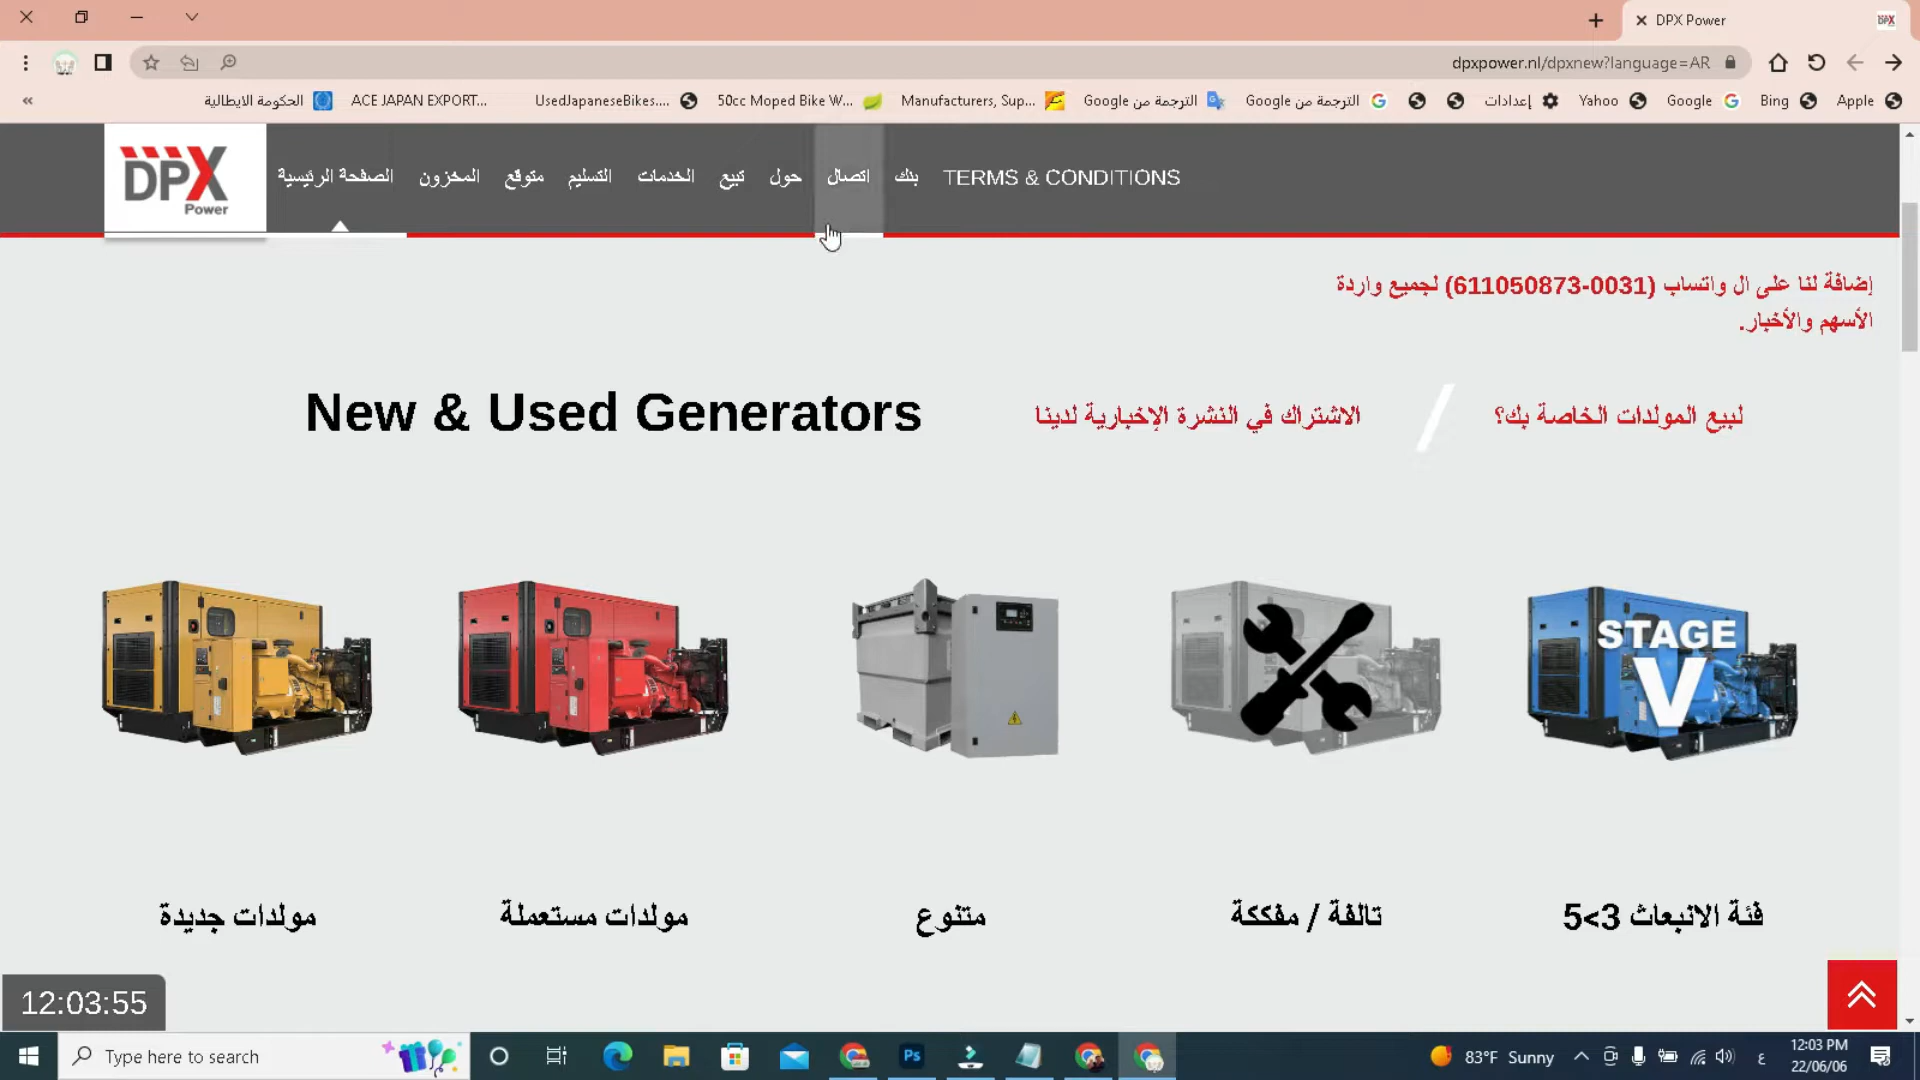 DPX Power
dpxpower.nl/dpxnew?language=AR
Apple
Bing
Google
Yahoo
إعدادات
الترجمة من Google
الترجمة من Google
Manufacturers, Sup...
50cc Moped Bike W...
UsedJapaneseBikes....
ACE JAPAN EXPORT...
الحكومة الايطالية
DPX
Power
الصفحة الرئيسية
المخزون
متوقع
التسليم
الخدمات
تبيع
حول
اتصال
بنك
TERMS & CONDITIONS
إضافة لنا على ال واتساب (0031-611050873) لجميع واردة
الأسهم والأخبار.
New & Used Generators
الاشتراك في النشرة الإخبارية لدينا
لبيع المولدات الخاصة بك؟
STAGE
V
مولدات جديدة
مولدات مستعملة
متنوع
تالفة / مفككة
فئة الانبعاث 3>5
12:03:55
Type here to search
Ps
83°F Sunny
ع
12:03 PM
22/06/06